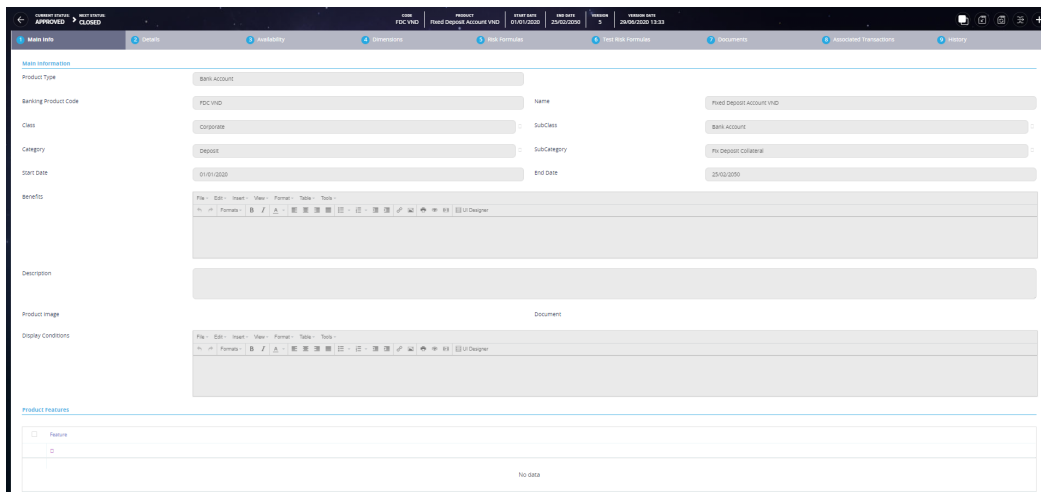 CURRENT STATUS: NEXT STATUS: CODE PRODUCT START DATE END DATE VERSION VERSION DATE
APPROVED > CLOSED FDC VND Fixed Deposit Account VND 01/01/2020 25/02/2050 5 29/06/2020 13:33
1 Main Info 2 Details 3 Availability 4 Dimensions 5 Risk Formulas 6 Test Risk Formulas 7 Documents 8 Associated Transactions 9 History
Main Information
Product Type Bank Account
Banking Product Code FDC VND Name Fixed Deposit Account VND
Class Corporate SubClass Bank Account
Category Deposit SubCategory Fix Deposit Collateral
Start Date 01/01/2020 End Date 25/02/2050
Benefits File Edit Insert View Format Table Tools
Formats B I A UI Designer
Description
Product Image Document
Display Conditions File Edit Insert View Format Table Tools
Formats B I A UI Designer
Product Features
Feature
No data